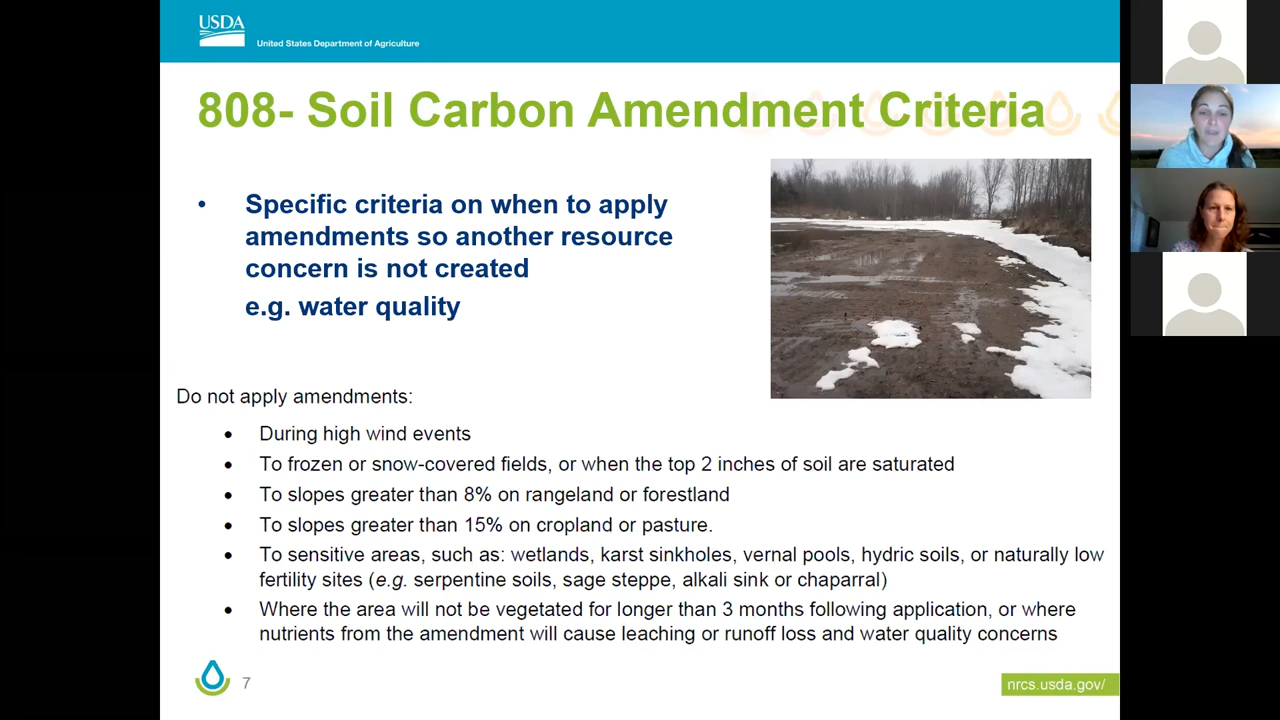 USDA
United States Department of Agriculture
808- Soil Carbon Amendment Criteria
• Specific criteria on when to apply
amendments so another resource
concern is not created
e.g. water quality
Do not apply amendments:
• During high wind events
• To frozen or snow-covered fields, or when the top 2 inches of soil are saturated
• To slopes greater than 8% on rangeland or forestland
• To slopes greater than 15% on cropland or pasture.
• To sensitive areas, such as: wetlands, karst sinkholes, vernal pools, hydric soils, or naturally low
fertility sites (e.g. serpentine soils, sage steppe, alkali sink or chaparral)
• Where the area will not be vegetated for longer than 3 months following application, or where
nutrients from the amendment will cause leaching or runoff loss and water quality concerns
7
nrcs.usda.gov/